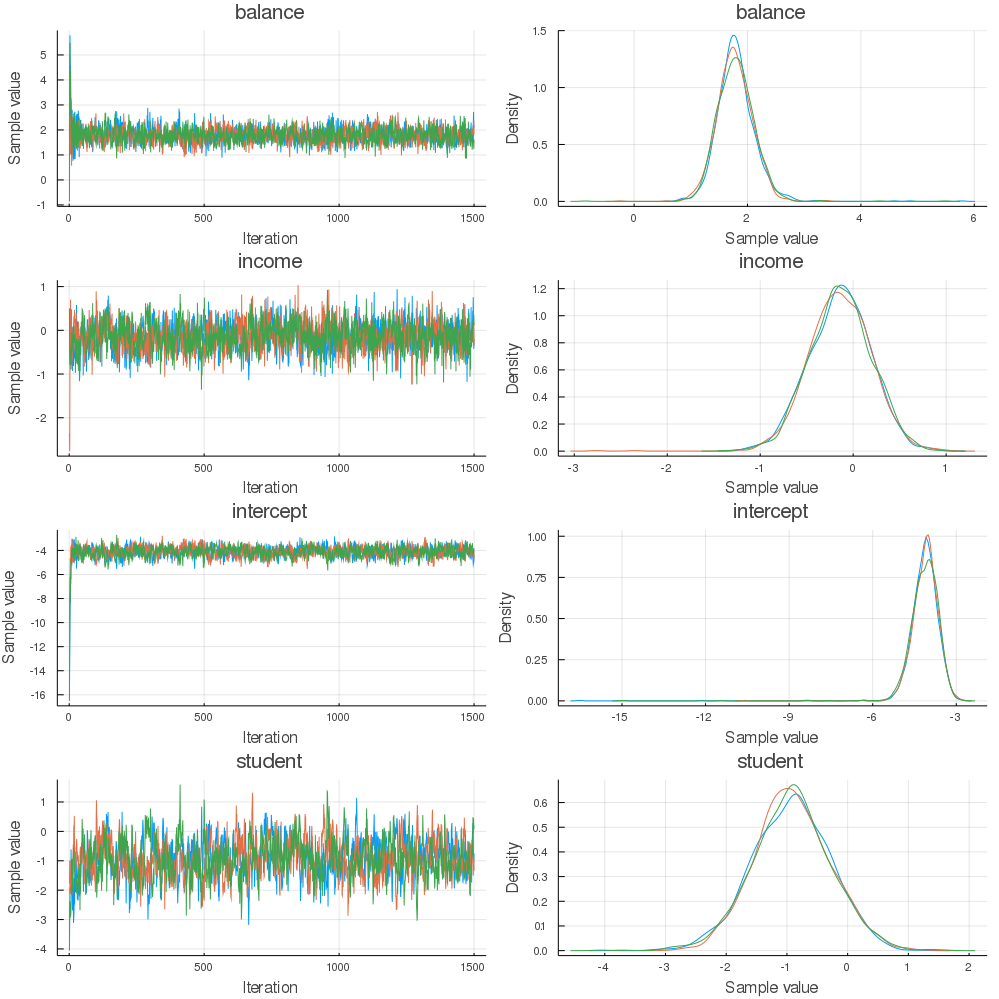 balance
Sample value
5
4
3
2
1
0
-1
0 500 1000 1500
Iteration
balance
Density
1.5
1.0
0.5
0.0
0 2 4 6
Sample value
income
Sample value
1
0
-1
-2
0 500 1000 1500
Iteration
income
Density
1.2
1.0
0.8
0.6
0.4
0.2
0.0
-3 -2 -1 0 1
Sample value
intercept
Sample value
-4
-6
-8
-10
-12
-14
-16
0 500 1000 1500
Iteration
intercept
Density
1.00
0.75
0.50
0.25
0.00
-15 -12 -9 -6 -3
Sample value
student
Sample value
1
0
-1
-2
-3
-4
0 500 1000 1500
Iteration
student
Density
0.6
0.5
0.4
0.3
0.2
0.1
0.0
-4 -3 -2 -1 0 1 2
Sample value